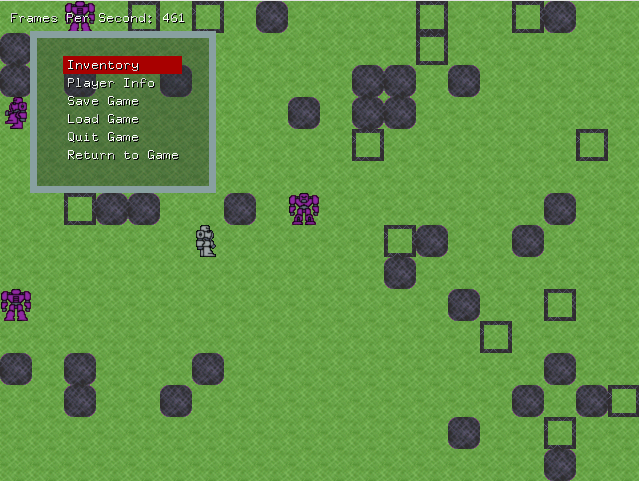 Frames Per Second: 461
Inventory
Player Info
Save Game
Load Game
Quit Game
Return to Game